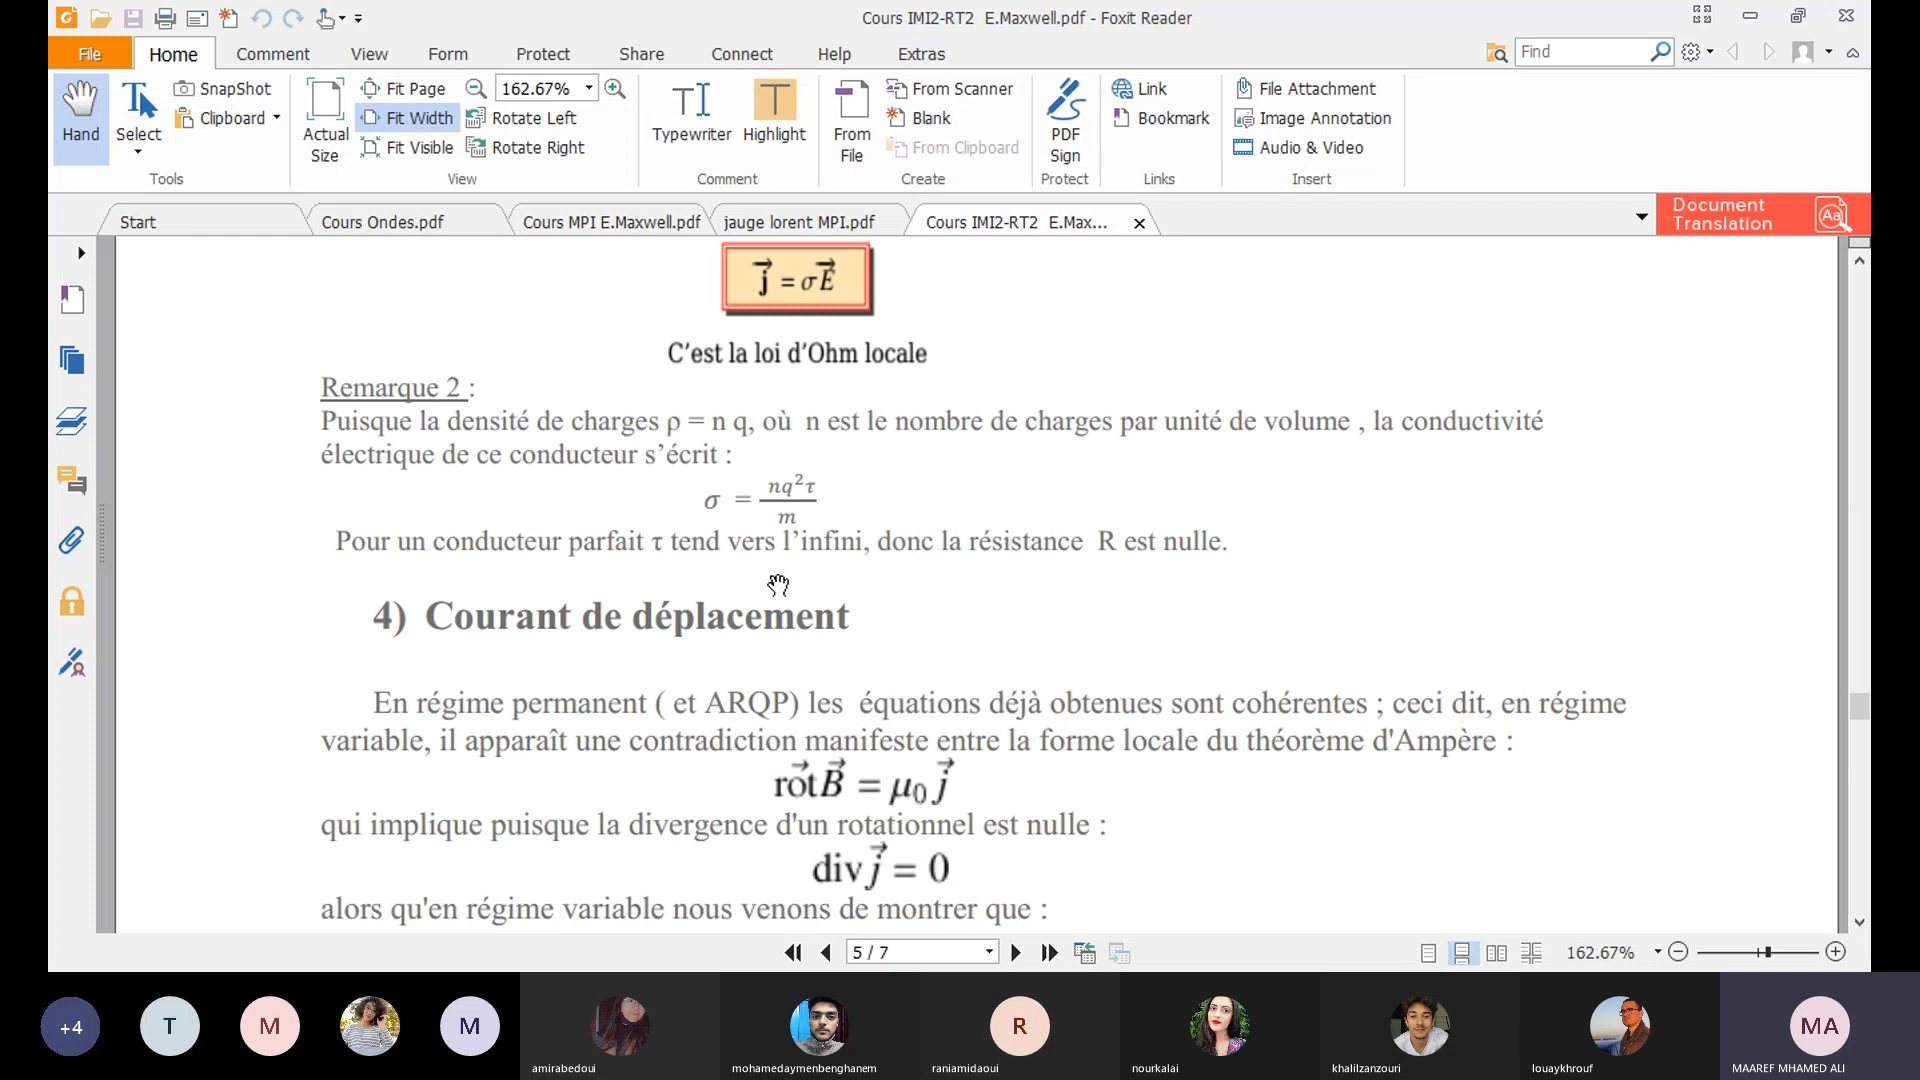 Cours IMI2-RT2 E.Maxwell.pdf - Foxit Reader
File Home Comment View Form Protect Share Connect Help Extras Find
Hand
Select
SnapShot
Clipboard
Tools
Actual Size
Fit Page
Fit Width
Fit Visible
162.67%
Rotate Left
Rotate Right
View
Typewriter
Highlight
Comment
From File
From Scanner
Blank
From Clipboard
Create
PDF Sign
Protect
Link
Bookmark
Links
File Attachment
Image Annotation
Audio & Video
Insert
Start
Cours Ondes.pdf
Cours MPI E.Maxwell.pdf
jauge lorent MPI.pdf
Cours IMI2-RT2 E.Max...
Document
Translation
Aa
j⃗ = σE⃗
C'est la loi d'Ohm locale
Remarque 2 :
Puisque la densité de charges ρ = n q, où n est le nombre de charges par unité de volume , la conductivité
électrique de ce conducteur s'écrit :
σ = nq²τ / m
Pour un conducteur parfait τ tend vers l'infini, donc la résistance R est nulle.
4) Courant de déplacement
En régime permanent ( et ARQP) les équations déjà obtenues sont cohérentes ; ceci dit, en régime
variable, il apparaît une contradiction manifeste entre la forme locale du théorème d'Ampère :
rot⃗B⃗ = μ₀ j⃗
qui implique puisque la divergence d'un rotationnel est nulle :
div j⃗ = 0
alors qu'en régime variable nous venons de montrer que :
5 / 7
162.67%
+4
T
M
M
amirabedoui
mohamedaymenbenghanem
R
raniamidaoui
nourkalai
khalilzanzouri
louaykhrouf
MA
MAAREF MHAMED ALI